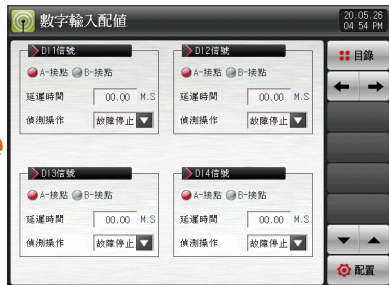 數字輸入配值
20.05.26
04 54 PM
DI1信號
A-接點 B-接點
延遲時間 00.00 M.S
偵測操作 故障停止
DI2信號
A-接點 B-接點
延遲時間 00.00 M.S
偵測操作 故障停止
DI3信號
A-接點 B-接點
延遲時間 00.00 M.S
偵測操作 故障停止
DI4信號
A-接點 B-接點
延遲時間 00.00 M.S
偵測操作 故障停止
目錄
配置